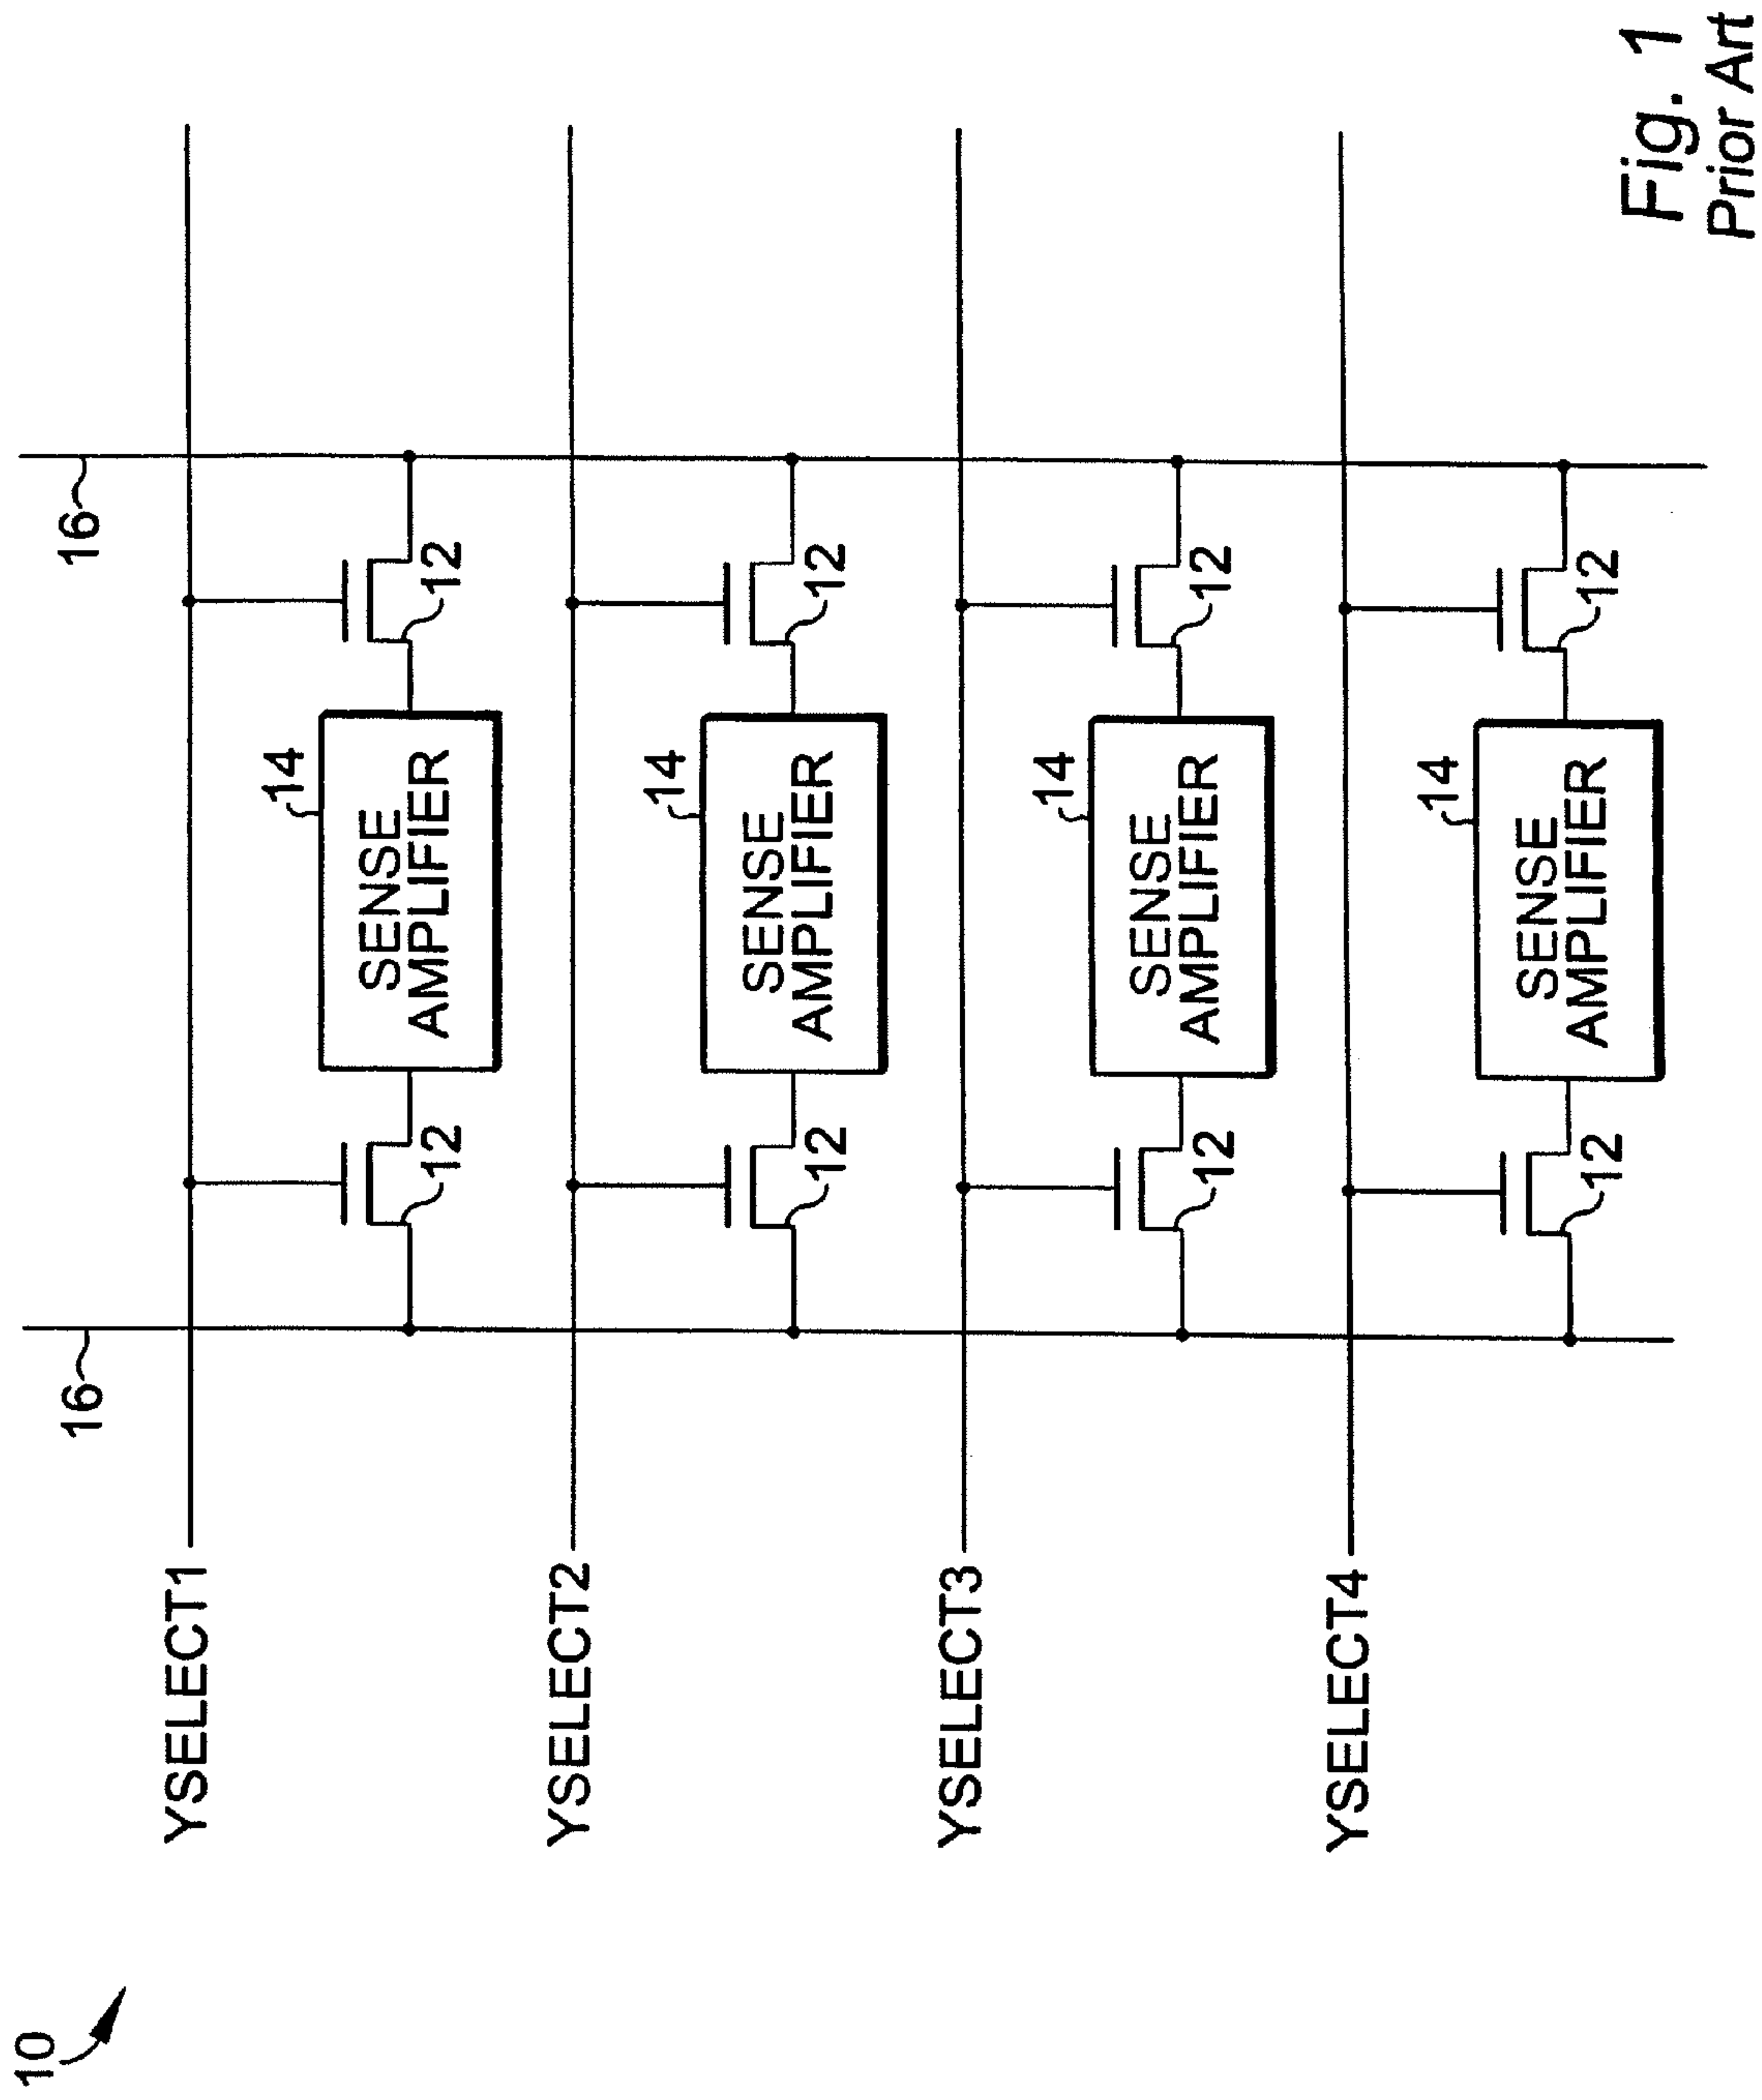 10
YSELECT1
16
16
12
14
SENSE
AMPLIFIER
12
YSELECT2
12
14
SENSE
AMPLIFIER
12
YSELECT3
12
14
SENSE
AMPLIFIER
12
YSELECT4
12
14
SENSE
AMPLIFIER
12
Fig. 1
Prior Art